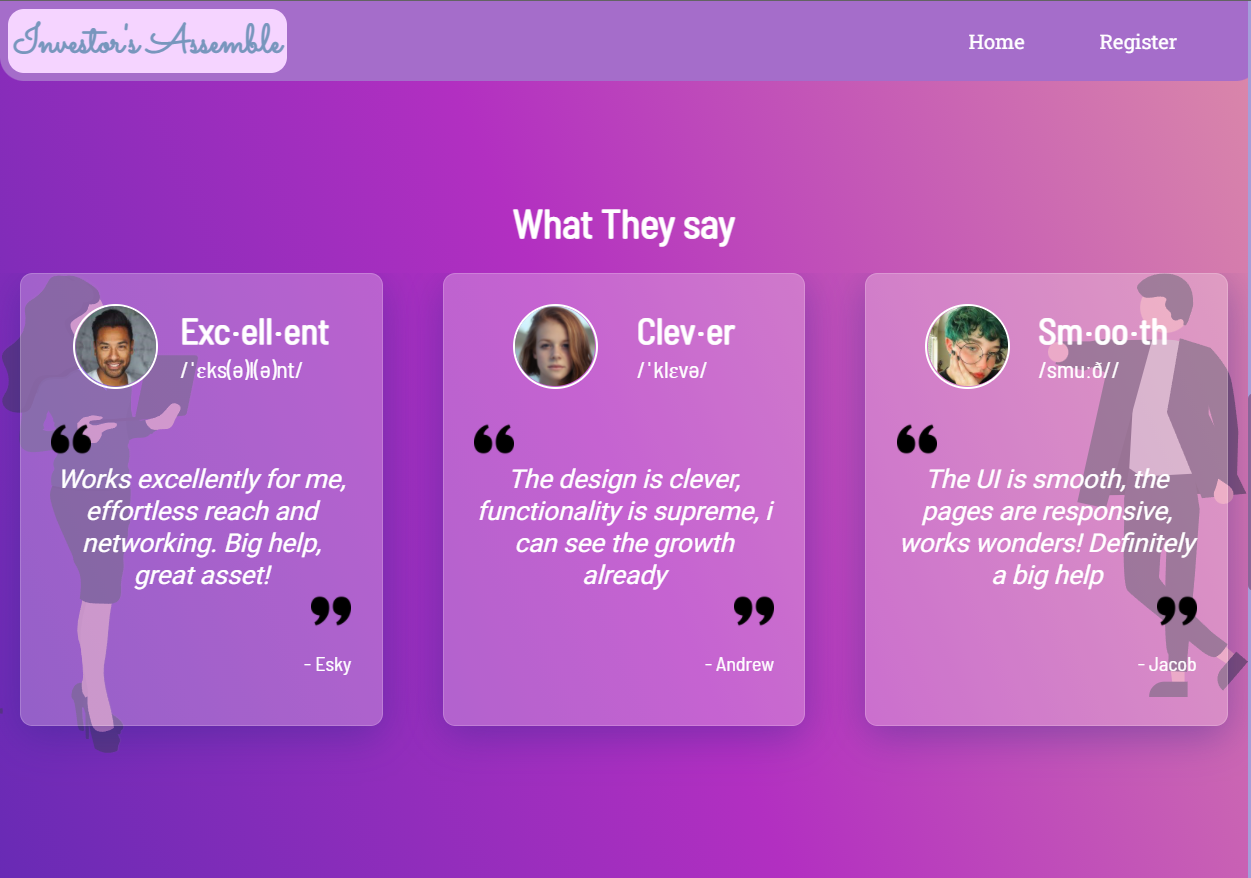 Investor's Assemble
Home Register
What They say
Exc·ell·ent
/ˈɛks(ə)l(ə)nt/
“
Works excellently for me,
effortless reach and
networking. Big help,
great asset!
”
- Esky
Clev·er
/ˈklɛvə/
“
The design is clever,
functionality is supreme, i
can see the growth
already
”
- Andrew
Sm·oo·th
/smuːð//
“
The UI is smooth, the
pages are responsive,
works wonders! Definitely
a big help
”
- Jacob